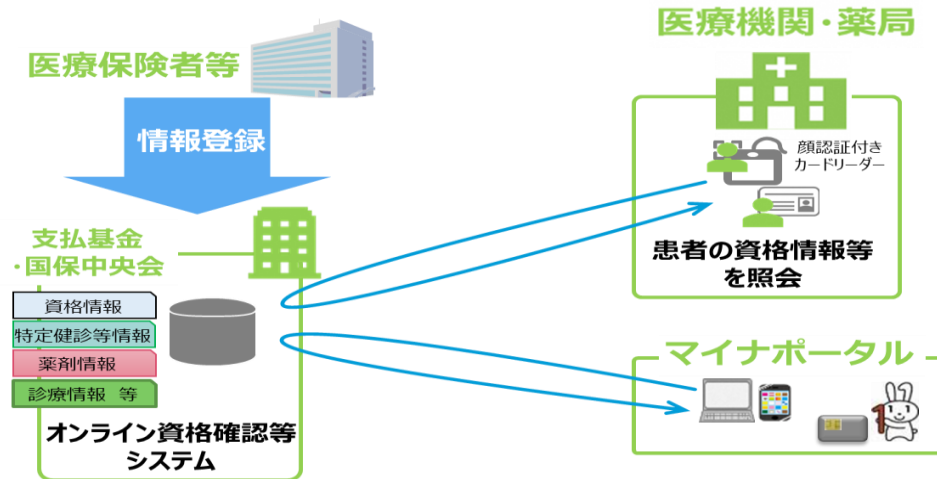 医療保険者等
情報登録
支払基金
・国保中央会
資格情報
特定健診等情報
薬剤情報
診療情報 等
オンライン資格確認等
システム
医療機関・薬局
顔認証付き
カードリーダー
患者の資格情報等
を照会
マイナポータル